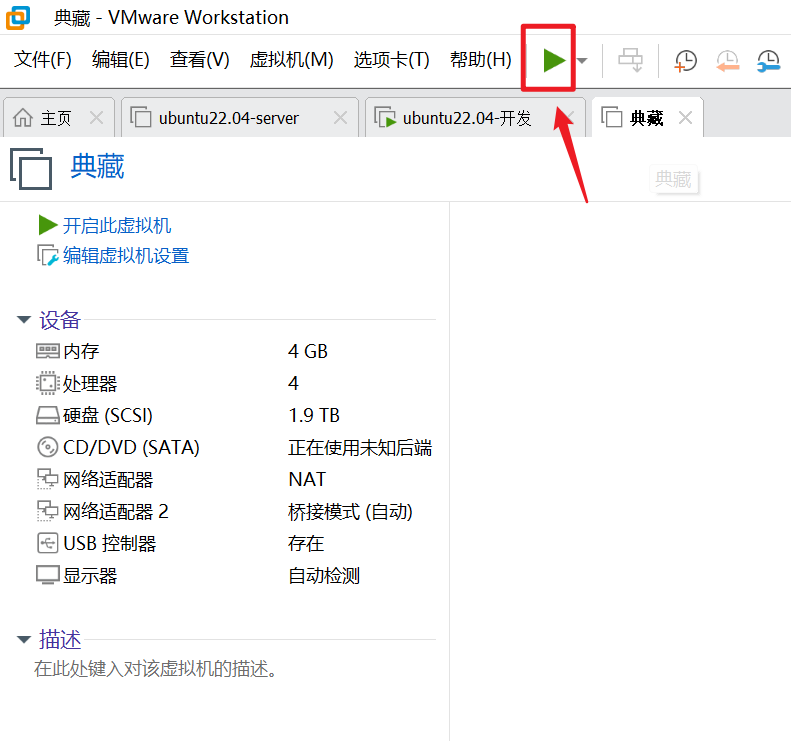 典藏 - VMware Workstation
文件(F) 编辑(E) 查看(V) 虚拟机(M) 选项卡(T) 帮助(H)
主页 ubuntu22.04-server ubuntu22.04-开发 典藏
典藏
典藏
开启此虚拟机
编辑虚拟机设置
设备
内存 4 GB
处理器 4
硬盘 (SCSI) 1.9 TB
CD/DVD (SATA) 正在使用未知后端
网络适配器 NAT
网络适配器 2 桥接模式 (自动)
USB 控制器 存在
显示器 自动检测
描述
在此处键入对该虚拟机的描述。